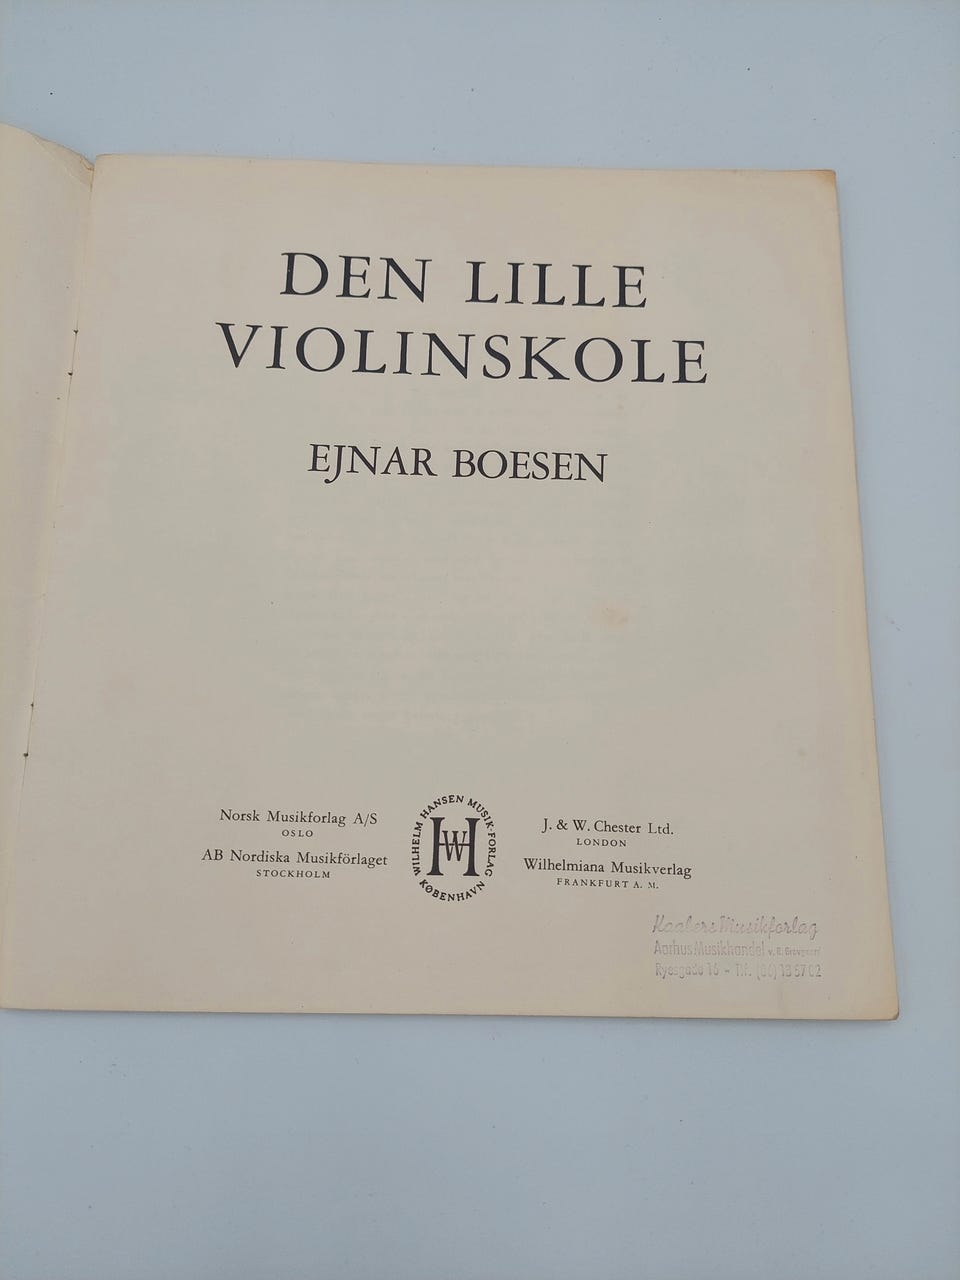 DEN LILLE
VIOLINSKOLE
EJNAR BOESEN
Norsk Musikforlag A/S
OSLO
AB Nordiska Musikförlaget
STOCKHOLM
WILHELM HANSEN MUSIK-FORLAG
KØBENHAVN
WH
J. & W. Chester Ltd.
LONDON
Wilhelmiana Musikverlag
FRANKFURT A. M.
Kaalers Musikforlag
Aarhus Musikhandel v.
Ryesgade 16 - Tlf. (06) 13 57 02